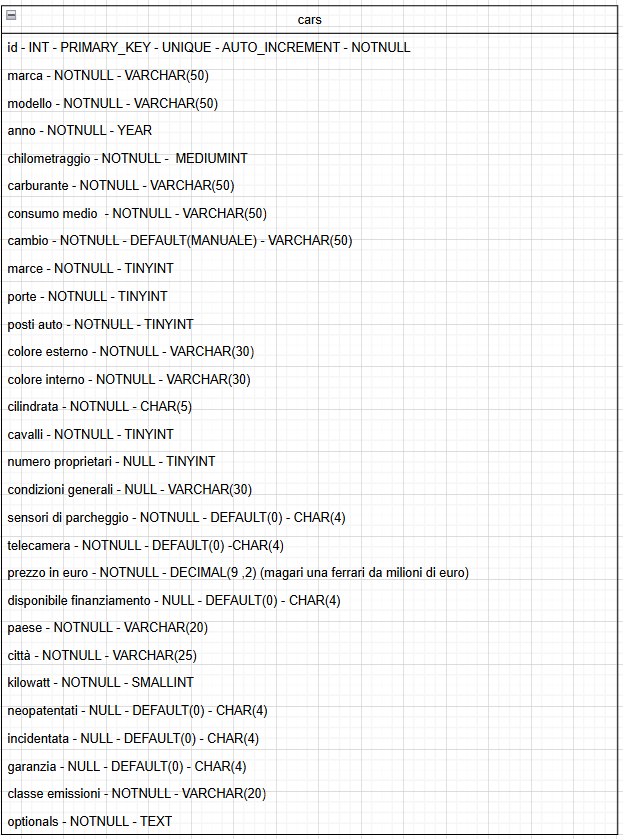 cars
id - INT - PRIMARY_KEY - UNIQUE - AUTO_INCREMENT - NOTNULL
marca - NOTNULL - VARCHAR(50)
modello - NOTNULL - VARCHAR(50)
anno - NOTNULL - YEAR
chilometraggio - NOTNULL -  MEDIUMINT
carburante - NOTNULL - VARCHAR(50)
consumo medio  - NOTNULL - VARCHAR(50)
cambio - NOTNULL - DEFAULT(MANUALE) - VARCHAR(50)
marce - NOTNULL - TINYINT
porte - NOTNULL - TINYINT
posti auto - NOTNULL - TINYINT
colore esterno - NOTNULL - VARCHAR(30)
colore interno - NOTNULL - VARCHAR(30)
cilindrata - NOTNULL - CHAR(5)
cavalli - NOTNULL - TINYINT
numero proprietari - NULL - TINYINT
condizioni generali - NULL - VARCHAR(30)
sensori di parcheggio - NOTNULL - DEFAULT(0) - CHAR(4)
telecamera - NOTNULL - DEFAULT(0) -CHAR(4)
prezzo in euro - NOTNULL - DECIMAL(9 ,2) (magari una ferrari da milioni di euro)
disponibile finanziamento - NULL - DEFAULT(0) - CHAR(4)
paese - NOTNULL - VARCHAR(20)
città - NOTNULL - VARCHAR(25)
kilowatt - NOTNULL - SMALLINT
neopatentati - NULL - DEFAULT(0) - CHAR(4)
incidentata - NULL - DEFAULT(0) - CHAR(4)
garanzia - NULL - DEFAULT(0) - CHAR(4)
classe emissioni - NOTNULL - VARCHAR(20)
optionals - NOTNULL - TEXT